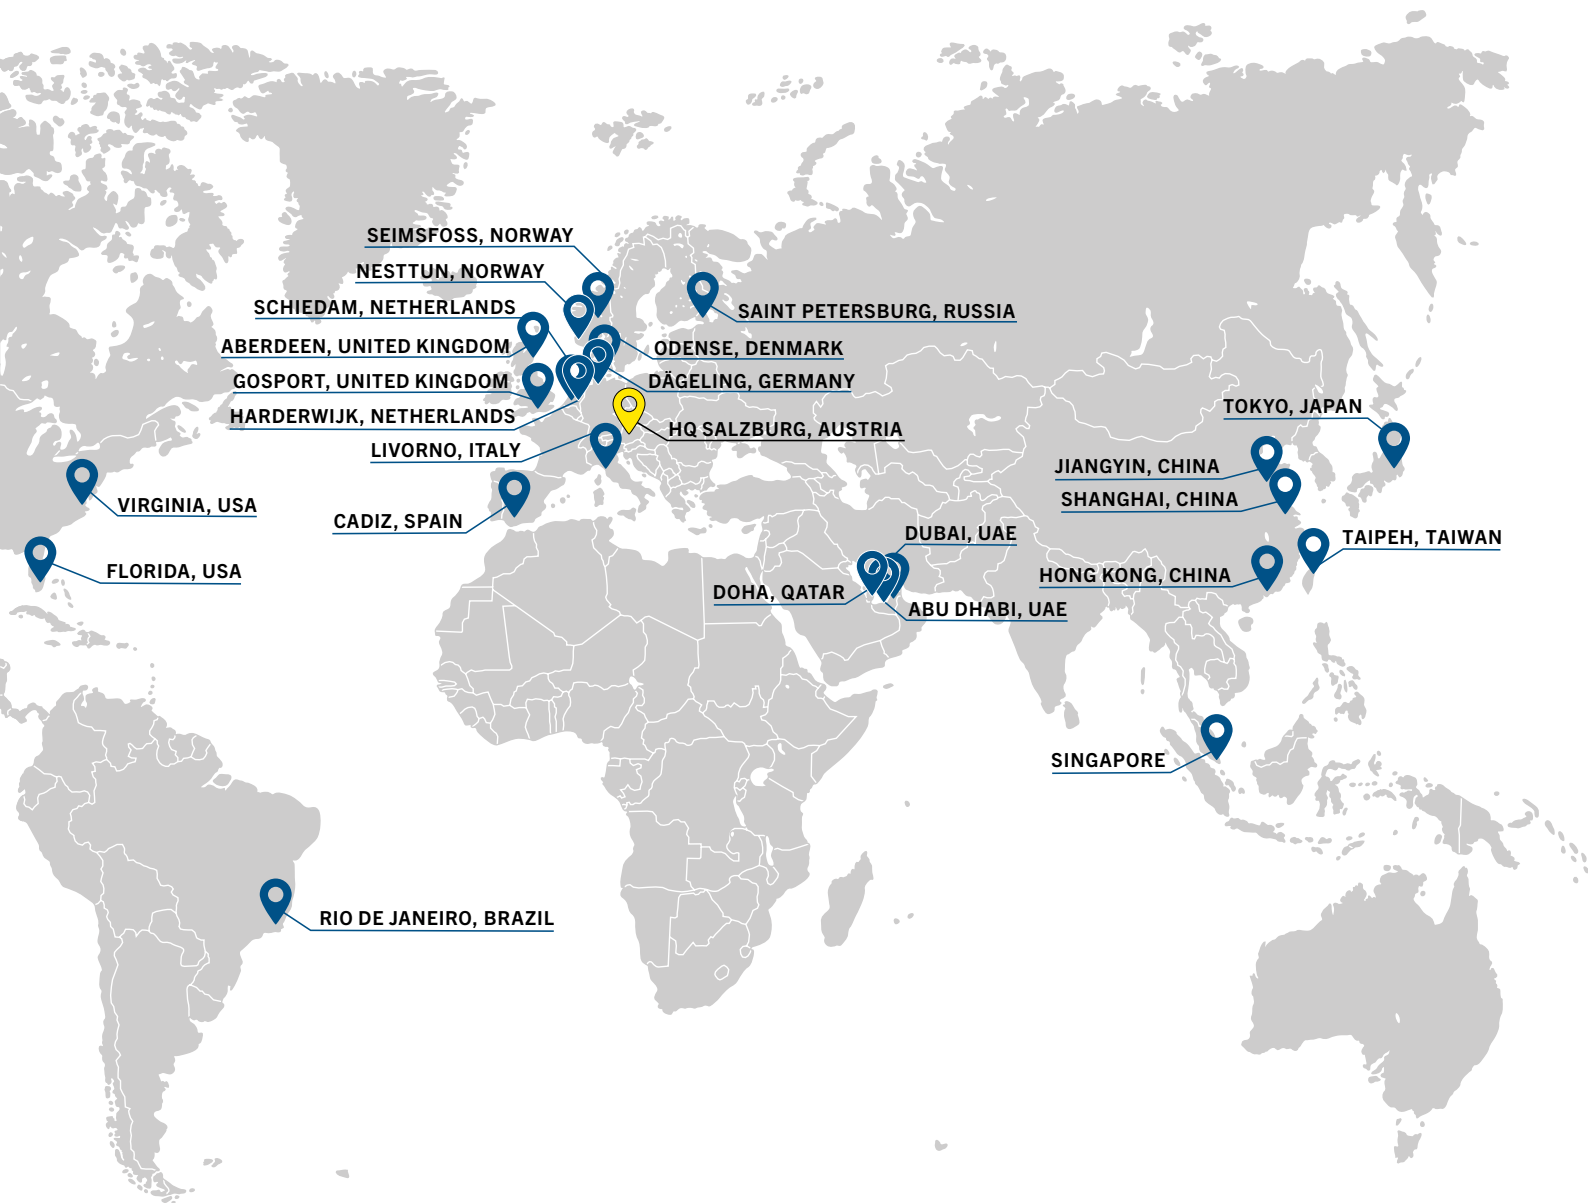 SEIMSFOSS, NORWAY
NESTTUN, NORWAY
SCHIEDAM, NETHERLANDS
SAINT PETERSBURG, RUSSIA
ABERDEEN, UNITED KINGDOM
ODENSE, DENMARK
GOSPORT, UNITED KINGDOM
DÄGELING, GERMANY
HARDERWIJK, NETHERLANDS
TOKYO, JAPAN
HQ SALZBURG, AUSTRIA
LIVORNO, ITALY
JIANGYIN, CHINA
SHANGHAI, CHINA
VIRGINIA, USA
CADIZ, SPAIN
DUBAI, UAE
TAIPEH, TAIWAN
FLORIDA, USA
HONG KONG, CHINA
DOHA, QATAR
ABU DHABI, UAE
SINGAPORE
RIO DE JANEIRO, BRAZIL